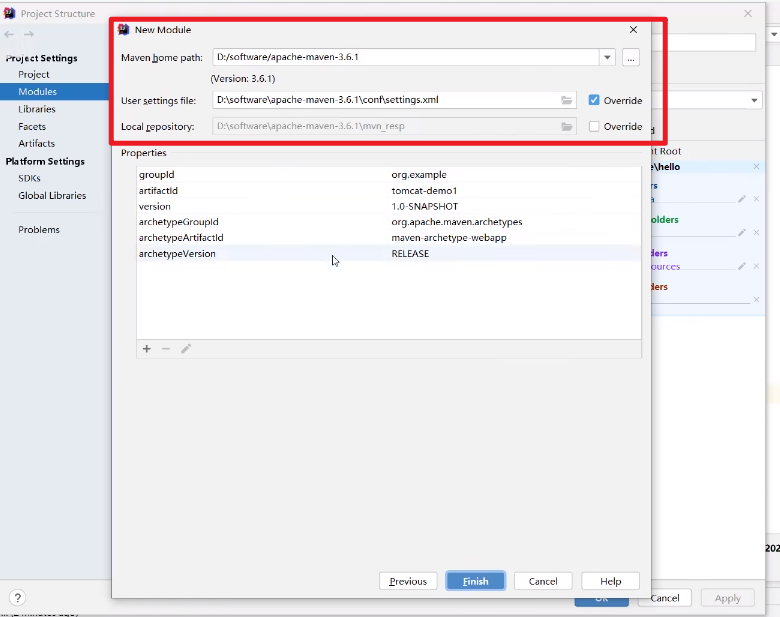 Project Structure
New Module
Project Settings
Project
Modules
Libraries
Facets
Artifacts
Platform Settings
SDKs
Global Libraries
Problems
Maven home path:
D:/software/apache-maven-3.6.1
...
(Version: 3.6.1)
User settings file:
D:\software\apache-maven-3.6.1\conf\settings.xml
Override
Local repository:
D:\software\apache-maven-3.6.1\mvn_resp
Override
Properties
groupId org.example
artifactId tomcat-demo1
version 1.0-SNAPSHOT
archetypeGroupId org.apache.maven.archetypes
archetypeArtifactId maven-archetype-webapp
archetypeVersion RELEASE
Previous
Finish
Cancel
Help
nt Root
e\hello
olders
ders
ources
ders
202
?
OK
Cancel
Apply